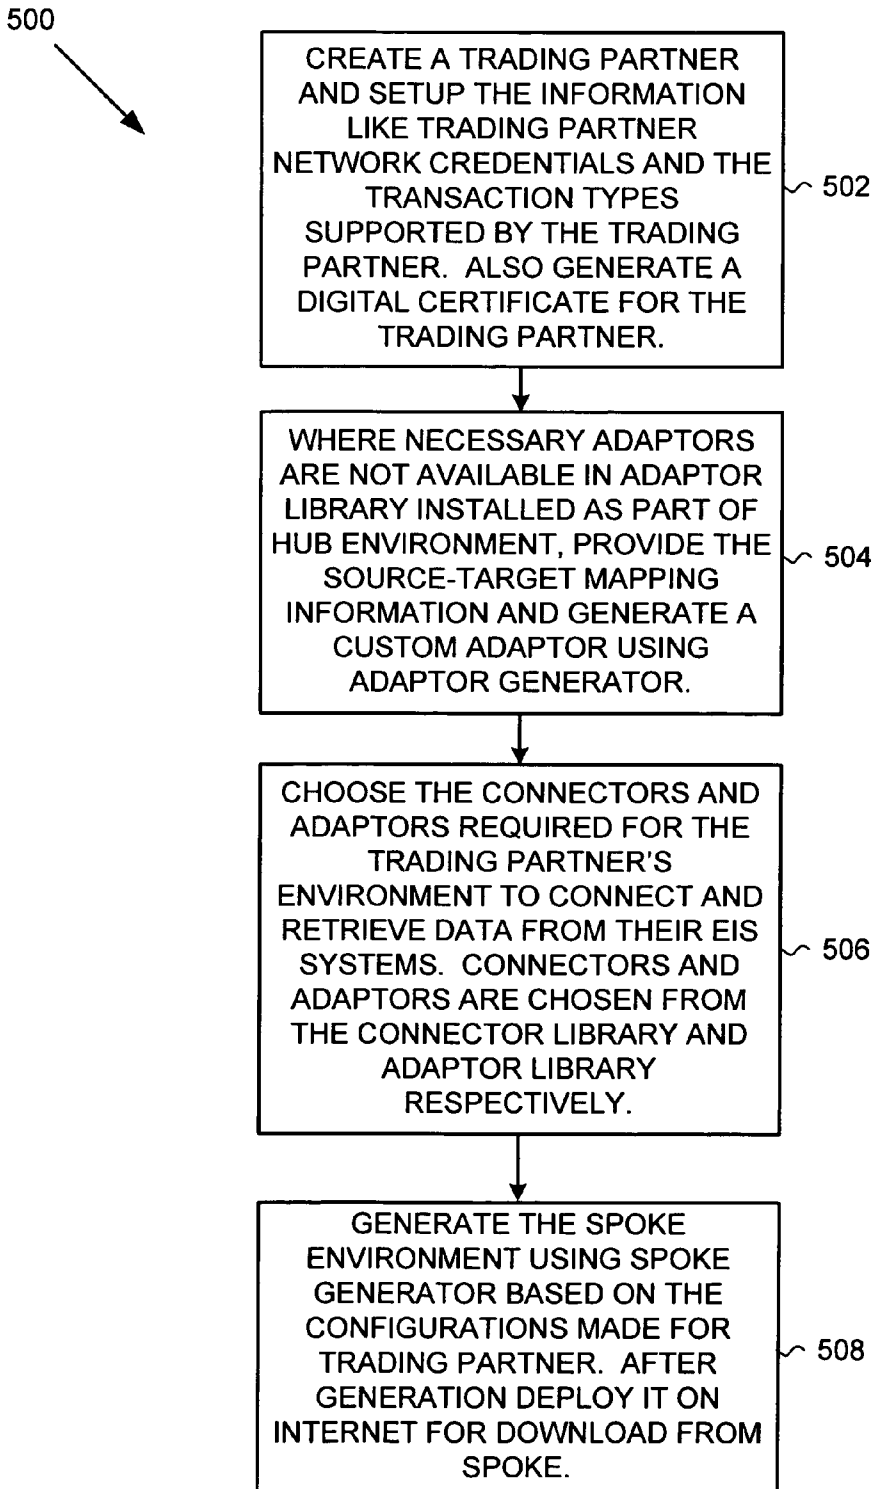 500
CREATE A TRADING PARTNER
AND SETUP THE INFORMATION
LIKE TRADING PARTNER
NETWORK CREDENTIALS AND THE
TRANSACTION TYPES
SUPPORTED BY THE TRADING
PARTNER. ALSO GENERATE A
DIGITAL CERTIFICATE FOR THE
TRADING PARTNER.
502
WHERE NECESSARY ADAPTORS
ARE NOT AVAILABLE IN ADAPTOR
LIBRARY INSTALLED AS PART OF
HUB ENVIRONMENT, PROVIDE THE
SOURCE-TARGET MAPPING
INFORMATION AND GENERATE A
CUSTOM ADAPTOR USING
ADAPTOR GENERATOR.
504
CHOOSE THE CONNECTORS AND
ADAPTORS REQUIRED FOR THE
TRADING PARTNER'S
ENVIRONMENT TO CONNECT AND
RETRIEVE DATA FROM THEIR EIS
SYSTEMS. CONNECTORS AND
ADAPTORS ARE CHOSEN FROM
THE CONNECTOR LIBRARY AND
ADAPTOR LIBRARY
RESPECTIVELY.
506
GENERATE THE SPOKE
ENVIRONMENT USING SPOKE
GENERATOR BASED ON THE
CONFIGURATIONS MADE FOR
TRADING PARTNER. AFTER
GENERATION DEPLOY IT ON
INTERNET FOR DOWNLOAD FROM
SPOKE.
508